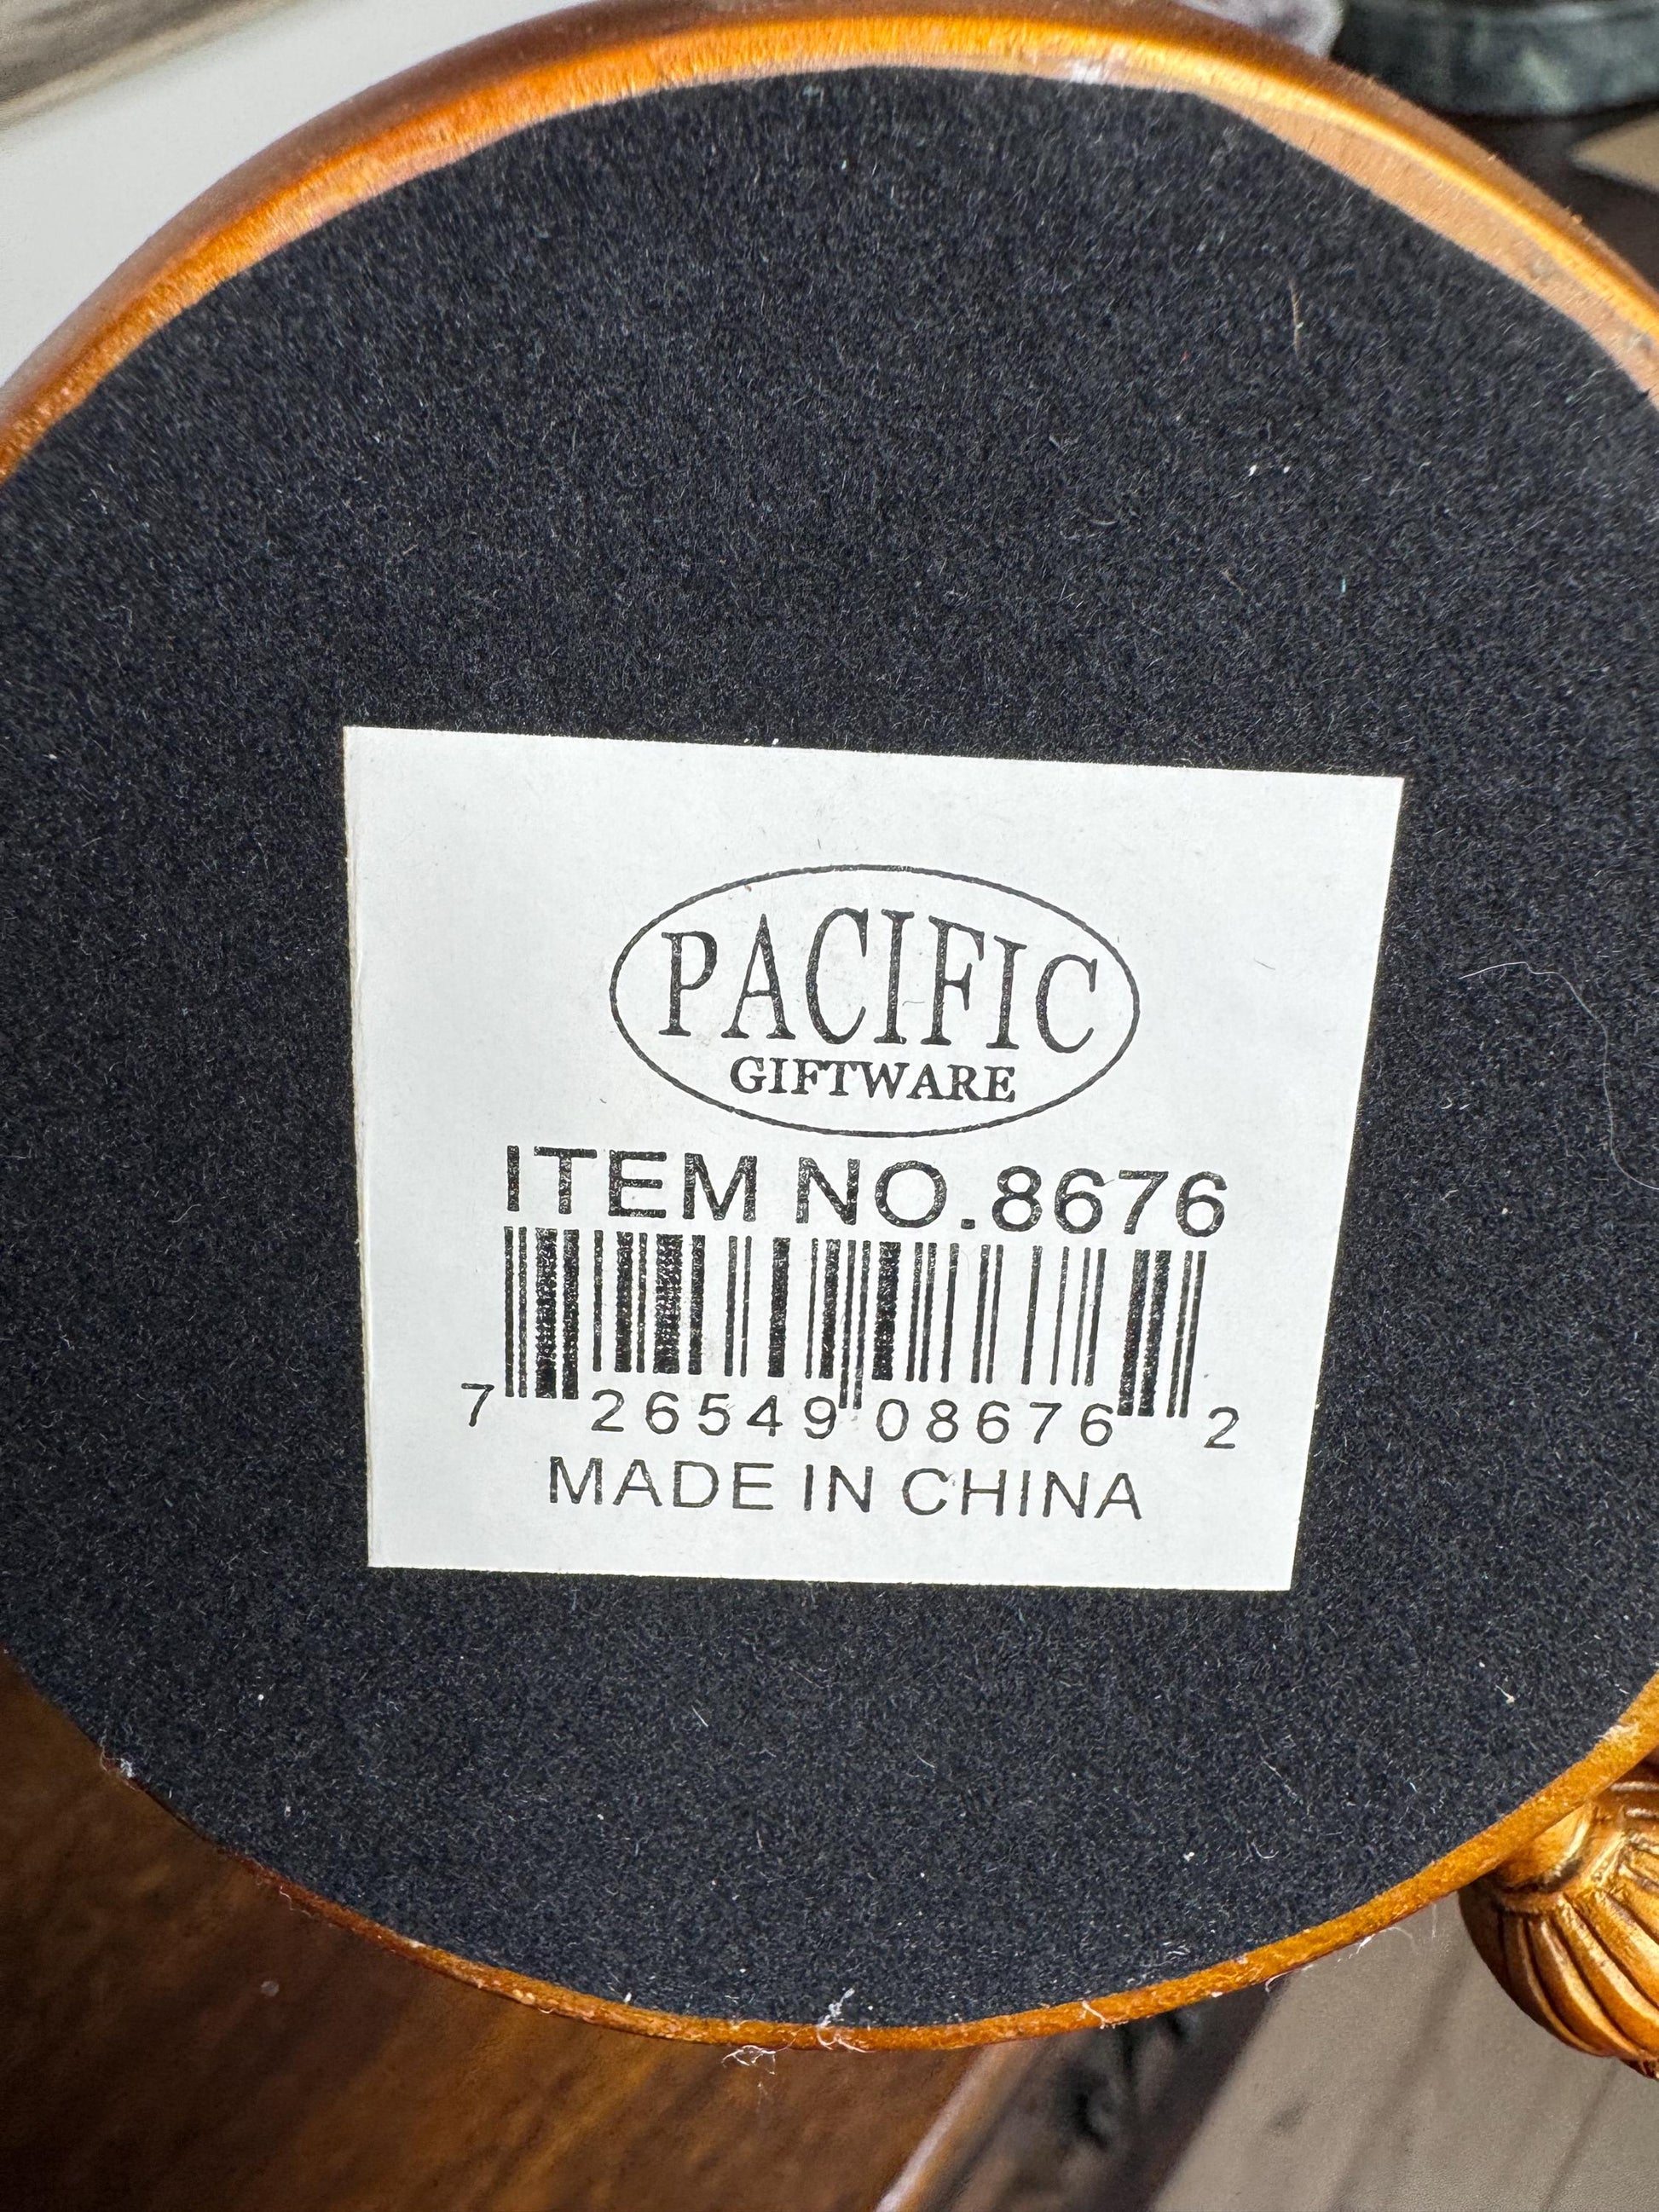 PACIFIC
GIFTWARE
ITEM NO.8676
7 26549 08676 2
MADE IN CHINA